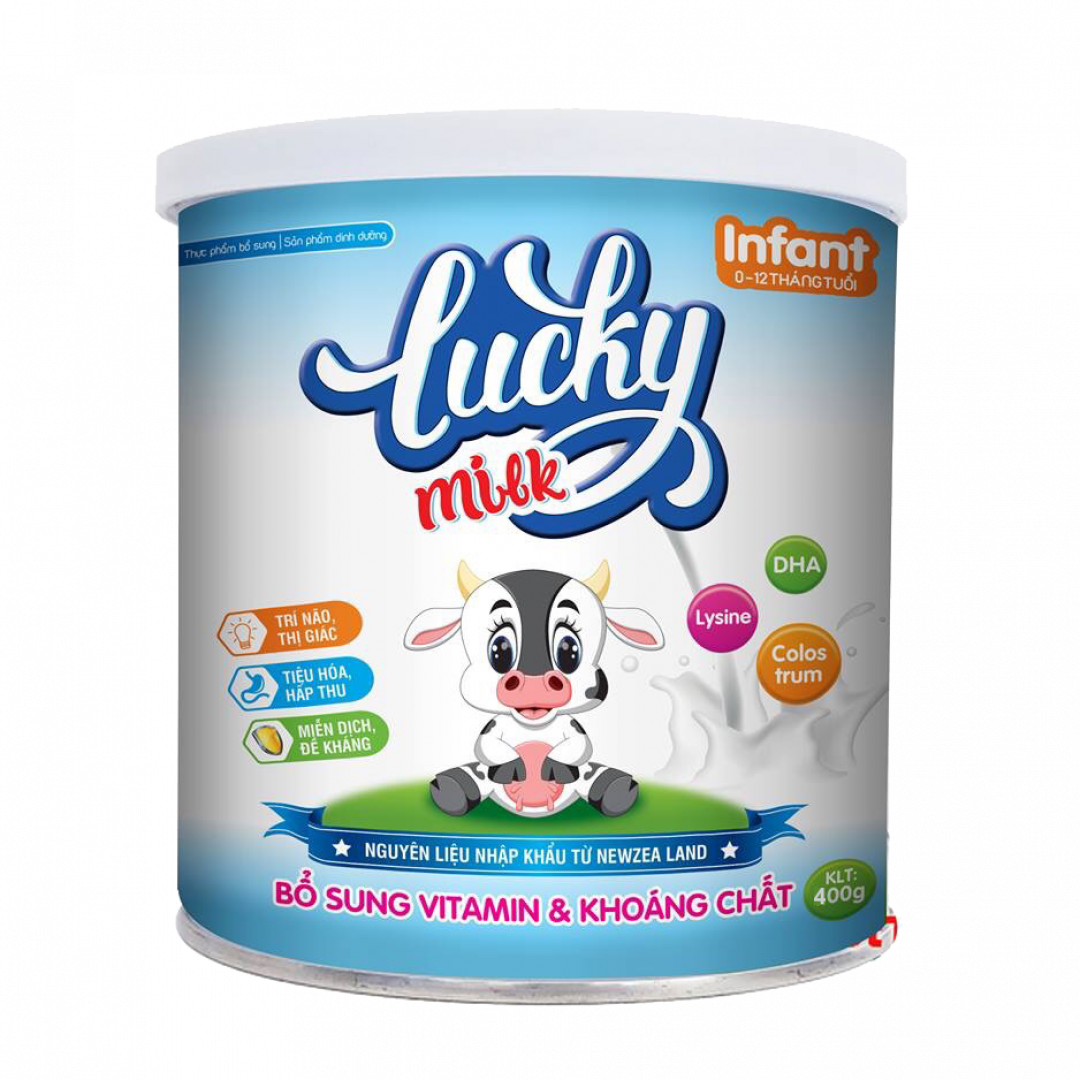 Thực phẩm bổ sung | Sản phẩm dinh dưỡng
Infant
0-12 THÁNG TUỔI
lucky
milk
DHA
Lysine
Colos
trum
TRÍ NÃO,
THỊ GIÁC
TIÊU HÓA,
HẤP THU
MIỄN DỊCH,
ĐỀ KHÁNG
NGUYÊN LIỆU NHẬP KHẨU TỪ NEWZEA LAND
BỔ SUNG VITAMIN & KHOÁNG CHẤT
KLT:
400g